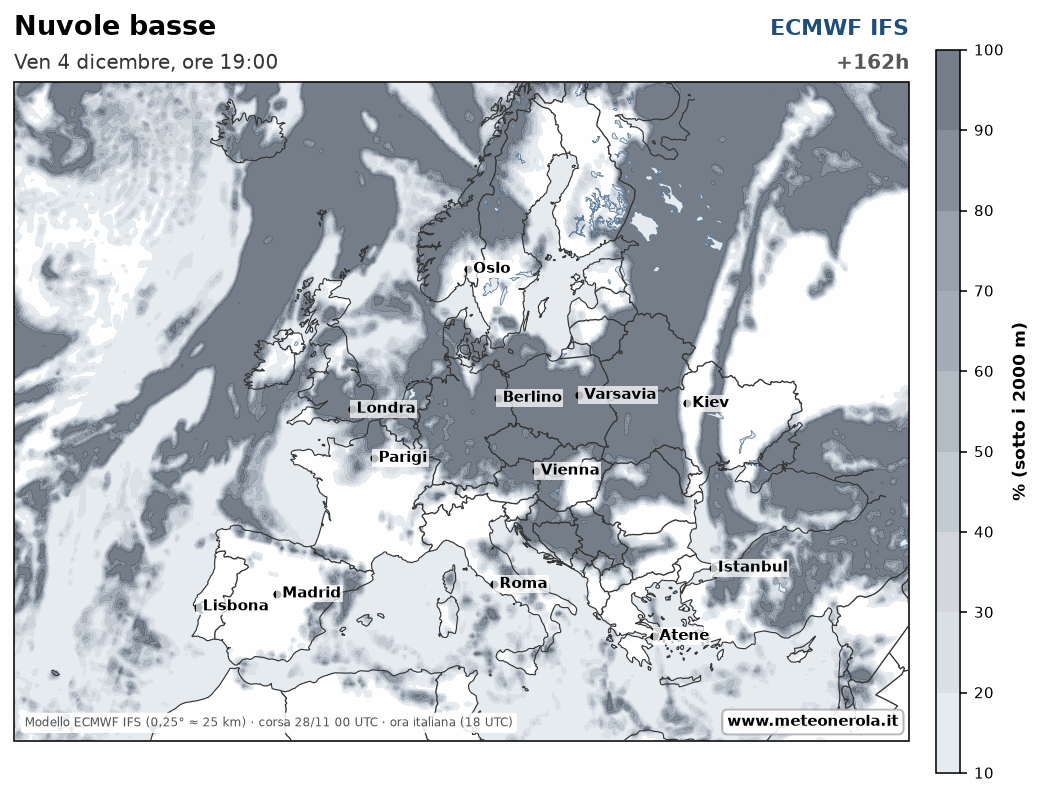 Nuvole basse
ECMWF IFS
Ven 4 dicembre, ore 19:00
+162h
100
90
80
70
60
50
40
30
20
10
% (sotto i 2000 m)
Oslo
Londra
Berlino
Varsavia
Kiev
Parigi
Vienna
Istanbul
Roma
Madrid
Lisbona
Atene
Modello ECMWF IFS (0,25° ≈ 25 km) · corsa 28/11 00 UTC · ora italiana (18 UTC)
www.meteonerola.it